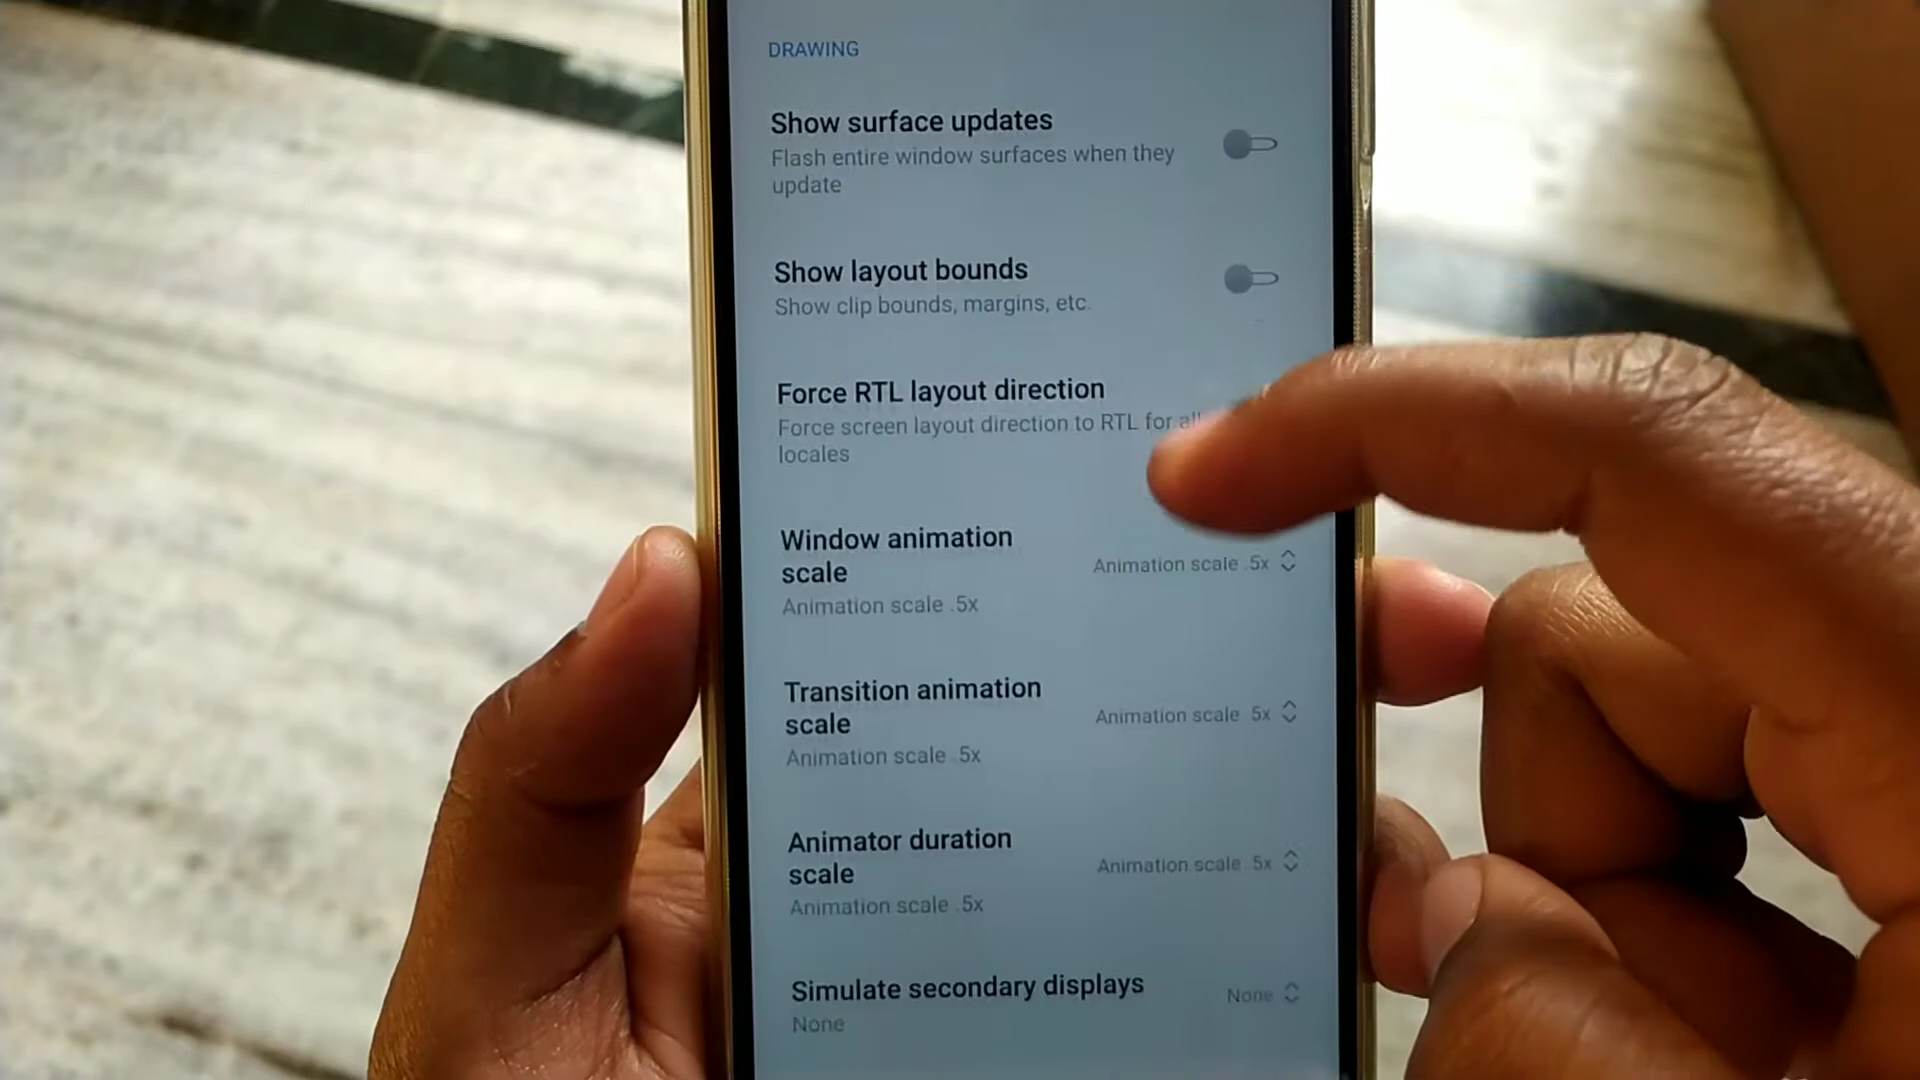 DRAWING
Show surface updates
Flash entire window surfaces when they
update
Show layout bounds
Show clip bounds, margins, etc.
Force RTL layout direction
Force screen layout direction to RTL for all
locales
Window animation
scale
Animation scale .5x
Animation scale .5x
Transition animation
scale
Animation scale .5x
Animation scale .5x
Animator duration
scale
Animation scale .5x
Animation scale .5x
Simulate secondary displays
None
None